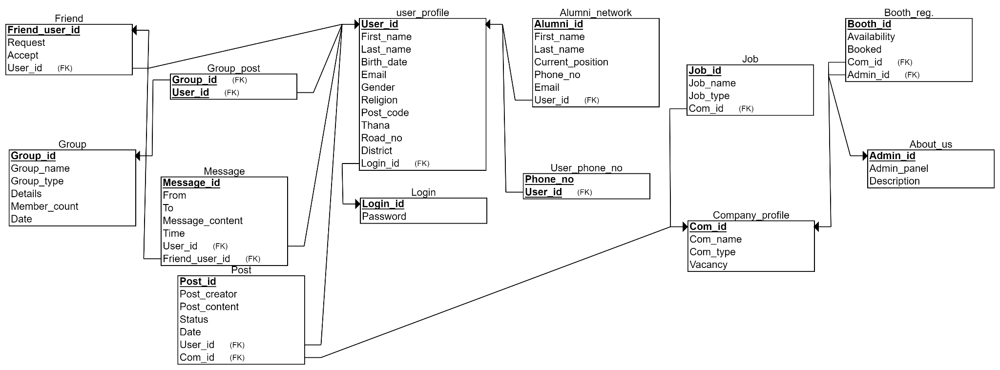 Friend
Friend_user_id
Request
Accept
User_id (FK)
Group_post
Group_id (FK)
User_id (FK)
Group
Group_id
Group_name
Group_type
Details
Member_count
Date
Message
Message_id
From
To
Message_content
Time
User_id (FK)
Friend_user_id (FK)
Post
Post_id
Post_creator
Post_content
Status
Date
User_id (FK)
Com_id (FK)
user_profile
User_id
First_name
Last_name
Birth_date
Email
Gender
Religion
Post_code
Thana
Road_no
District
Login_id (FK)
Login
Login_id
Password
Alumni_network
Alumni_id
First_name
Last_name
Current_position
Phone_no
Email
User_id (FK)
User_phone_no
Phone_no
User_id (FK)
Job
Job_id
Job_name
Job_type
Com_id (FK)
Company_profile
Com_id
Com_name
Com_type
Vacancy
Booth_reg.
Booth_id
Availability
Booked
Com_id (FK)
Admin_id (FK)
About_us
Admin_id
Admin_panel
Description